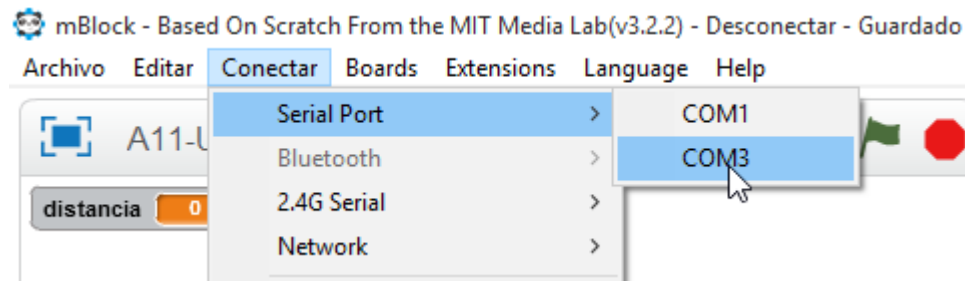 mBlock - Based On Scratch From the MIT Media Lab(v3.2.2) - Desconectar - Guardado
Archivo Editar Conectar Boards Extensions Language Help
Serial Port > COM1
A11-U
Bluetooth > COM3
distancia 0
2.4G Serial >
Network >